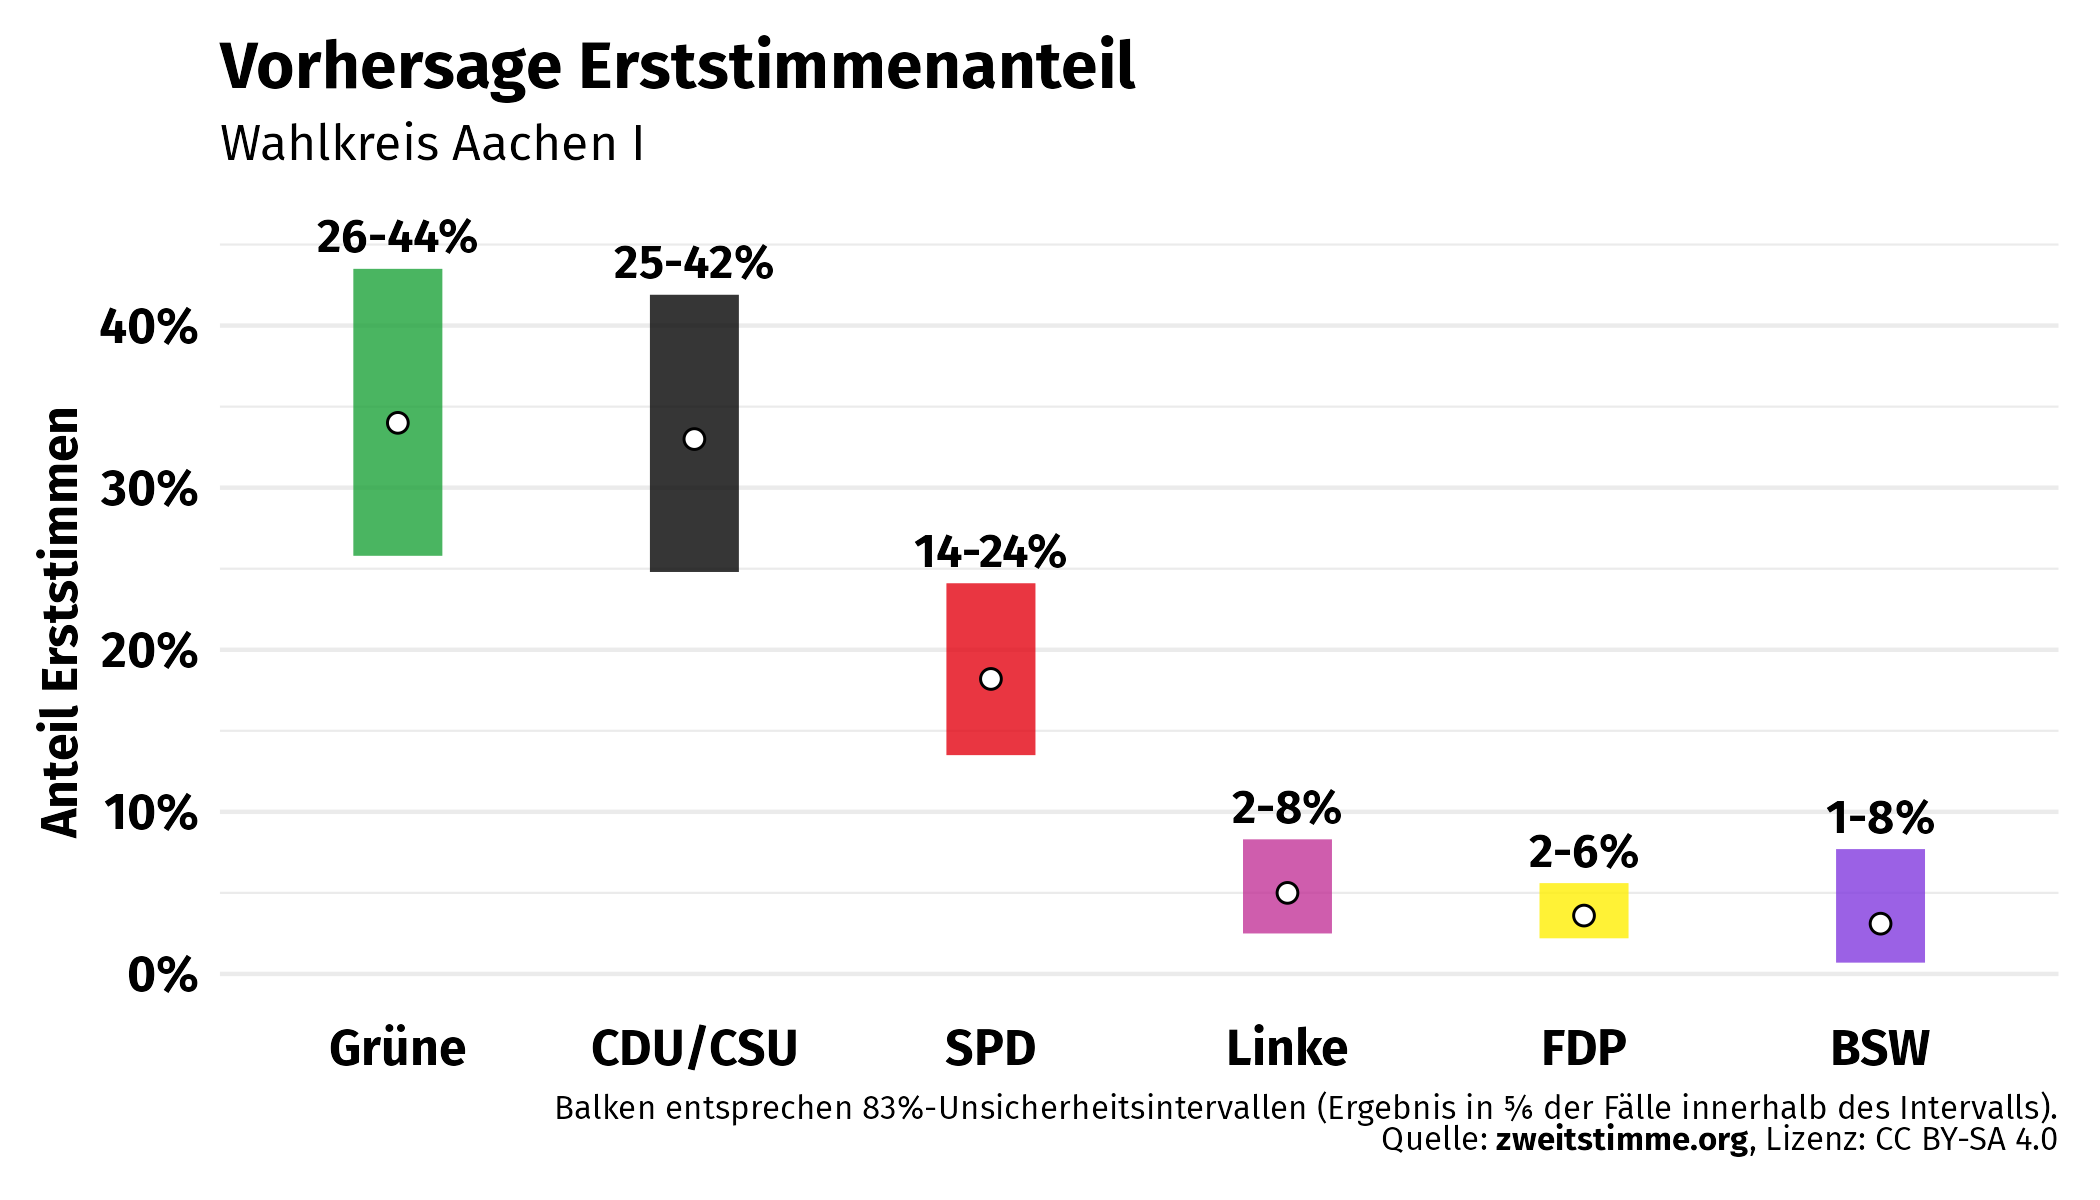 Vorhersage Erststimmenanteil
Wahlkreis Aachen I
Anteil Erststimmen
40%
30%
20%
10%
0%
26-44%
25-42%
14-24%
2-8%
2-6%
1-8%
Grüne
CDU/CSU
SPD
Linke
FDP
BSW
Balken entsprechen 83%-Unsicherheitsintervallen (Ergebnis in ⅚ der Fälle innerhalb des Intervalls).
Quelle: zweitstimme.org, Lizenz: CC BY-SA 4.0